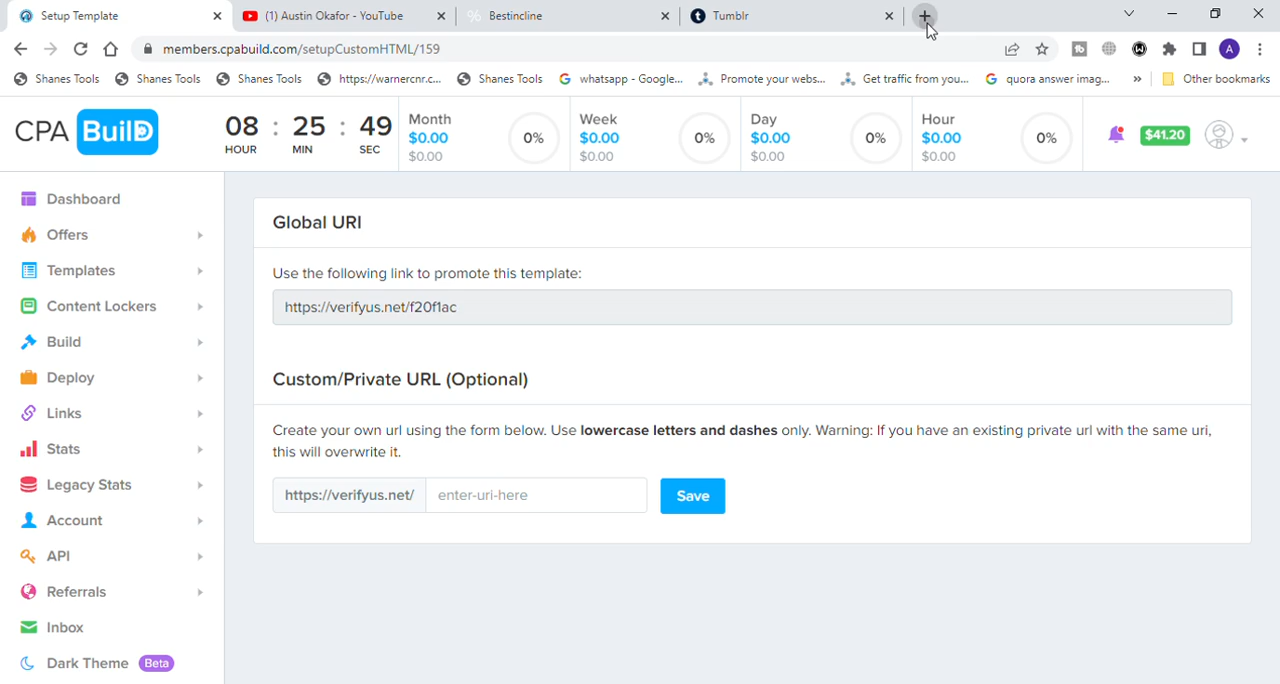 Setup Template
(1) Austin Okafor - YouTube
Bestincline
Tumblr
members.cpabuild.com/setupCustomHTML/159
A
Shanes Tools
Shanes Tools
Shanes Tools
https://warnercnr.c...
Shanes Tools
whatsapp - Google...
Promote your webs...
Get traffic from you...
quora answer imag...
»
Other bookmarks
CPA BuilD
08 : 25 : 49
HOUR MIN SEC
Month
$0.00
$0.00
0%
Week
$0.00
$0.00
0%
Day
$0.00
$0.00
0%
Hour
$0.00
$0.00
0%
$41.20
Dashboard
Offers
Templates
Content Lockers
Build
Deploy
Links
Stats
Legacy Stats
Account
API
Referrals
Inbox
Dark Theme Beta
Global URI
Use the following link to promote this template:
https://verifyus.net/f20f1ac
Custom/Private URL (Optional)
Create your own url using the form below. Use lowercase letters and dashes only. Warning: If you have an existing private url with the same uri,
this will overwrite it.
https://verifyus.net/ enter-uri-here Save